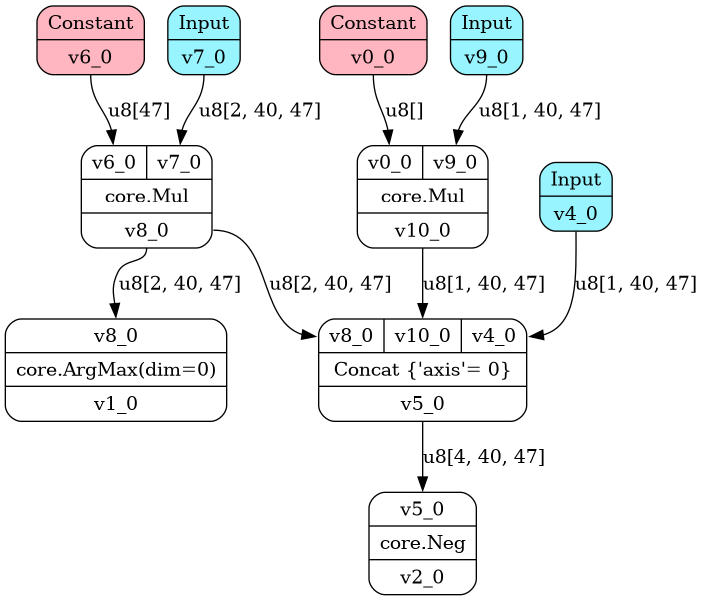 Constant
v6_0
Input
v7_0
Constant
v0_0
Input
v9_0
u8[47]
u8[2, 40, 47]
u8[]
u8[1, 40, 47]
v6_0 v7_0
core.Mul
v8_0
v0_0 v9_0
core.Mul
v10_0
Input
v4_0
u8[2, 40, 47]
u8[2, 40, 47]
u8[1, 40, 47]
u8[1, 40, 47]
v8_0
core.ArgMax(dim=0)
v1_0
v8_0 v10_0 v4_0
Concat {'axis'= 0}
v5_0
u8[4, 40, 47]
v5_0
core.Neg
v2_0